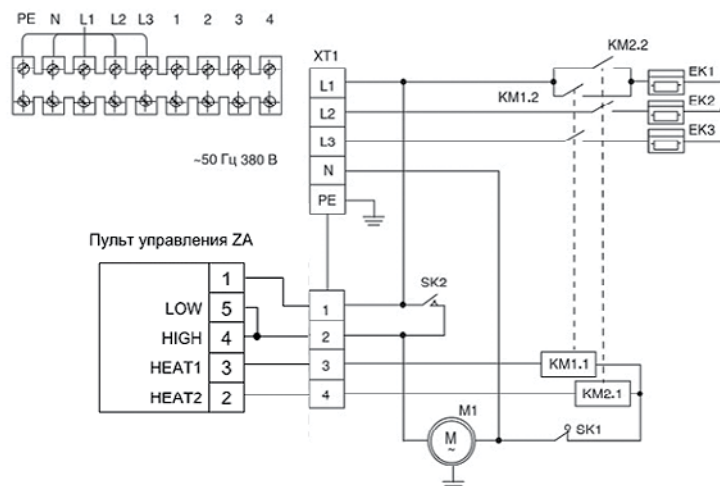 PE N L1 L2 L3 1 2 3 4
XT1
KM2.2
L1
KM1.2
EK1
L2
EK2
L3
EK3
~50 Гц 380 В
N
PE
Пульт управления ZA
1
LOW 5
HIGH 4
HEAT1 3
HEAT2 2
1
2
3
4
SK2
KM1.1
KM2.1
M1
M
~
SK1